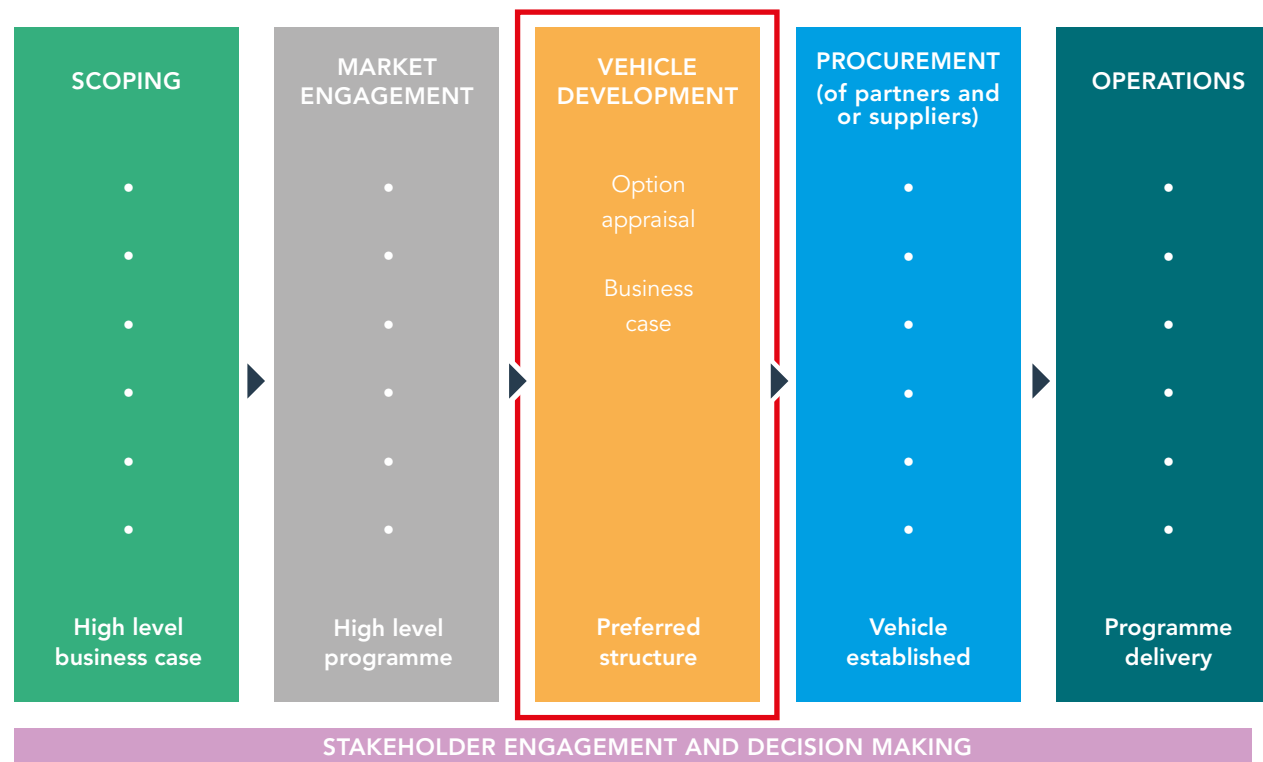 SCOPING
High level
business case
MARKET
ENGAGEMENT
High level
programme
VEHICLE
DEVELOPMENT
Option
appraisal
Business
case
Preferred
structure
PROCUREMENT
(of partners and
or suppliers)
Vehicle
established
OPERATIONS
Programme
delivery
STAKEHOLDER ENGAGEMENT AND DECISION MAKING